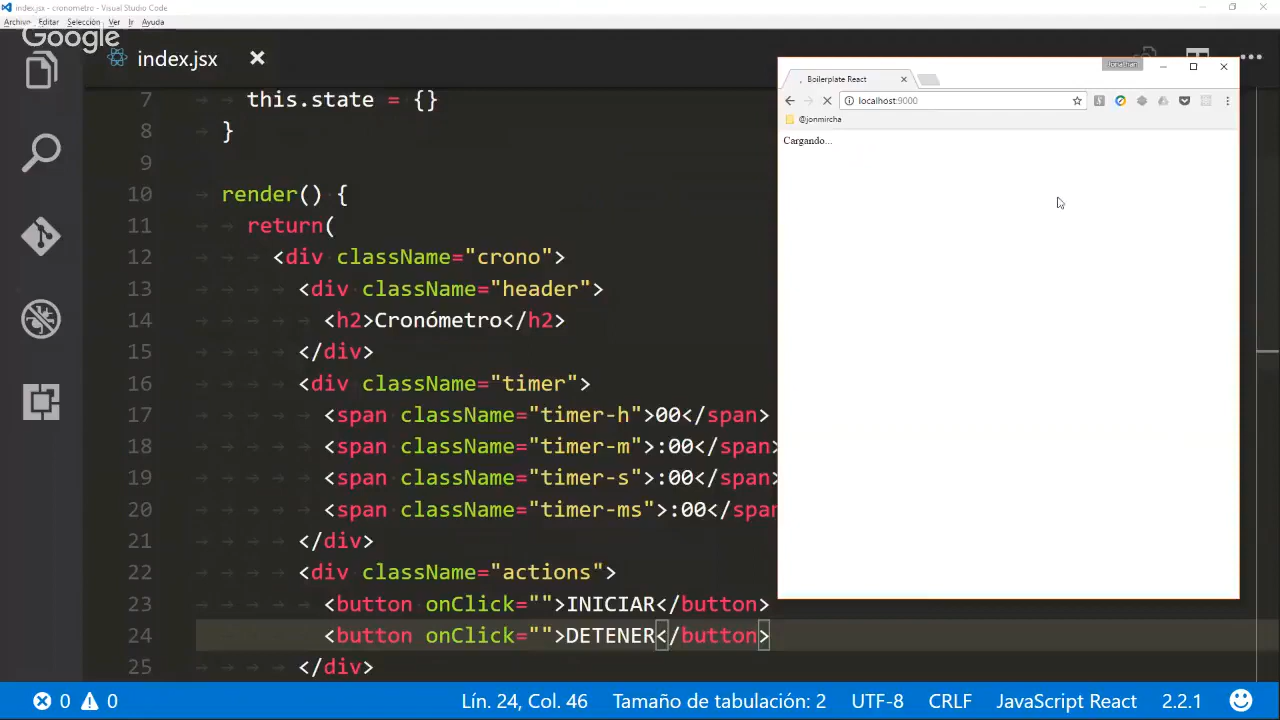 index.jsx - cronometro - Visual Studio Code
Archivo Editar Selección Ver Ir Ayuda
Google
index.jsx
7 this.state = {}
8 }
9
10 render() {
11 return(
12 <div className="crono">
13 <div className="header">
14 <h2>Cronómetro</h2>
15 </div>
16 <div className="timer">
17 <span className="timer-h">00</span>
18 <span className="timer-m">:00</span>
19 <span className="timer-s">:00</span>
20 <span className="timer-ms">:00</span
21 </div>
22 <div className="actions">
23 <button onClick="">INICIAR</button>
24 <button onClick="">DETENER</button>
25 </div>
Jonathan
Boilerplate React
localhost:9000
@jonmircha
Cargando...
0 0 Lín. 24, Col. 46 Tamaño de tabulación: 2 UTF-8 CRLF JavaScript React 2.2.1